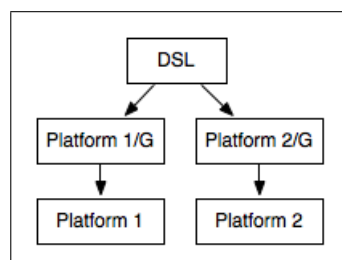 DSL
Platform 1/G
Platform 2/G
Platform 1
Platform 2